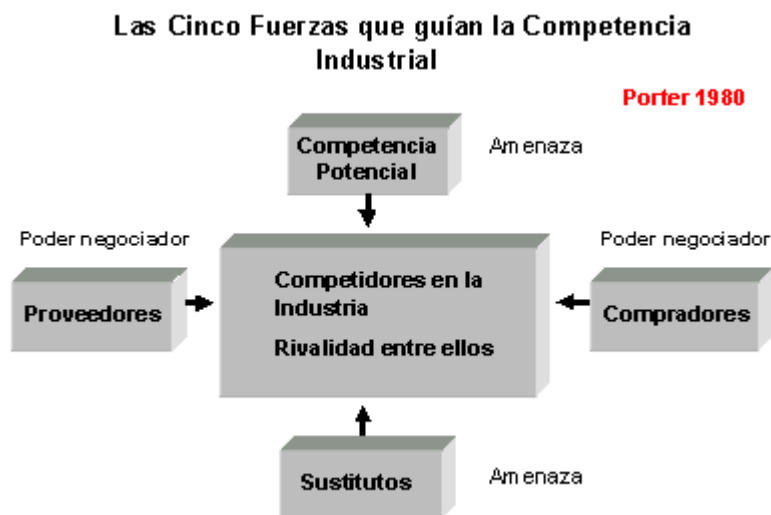 Las Cinco Fuerzas que guían la Competencia
Industrial
Porter 1980
Competencia
Potencial
Amenaza
Poder negociador
Poder negociador
Proveedores
Competidores en la
Industria
Rivalidad entre ellos
Compradores
Sustitutos
Amenaza